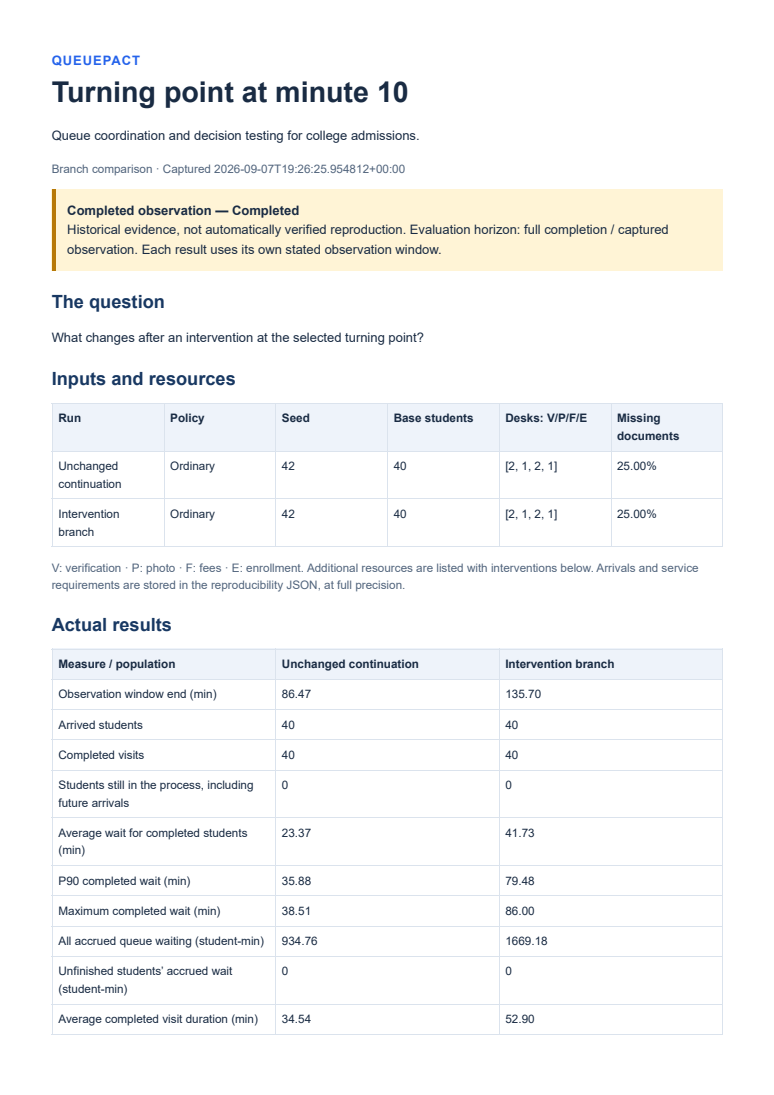 QUEUEPACT
Turning point at minute 10
Queue coordination and decision testing for college admissions.
Branch comparison · Captured 2026-09-07T19:26:25.954812+00:00
Completed observation — Completed
Historical evidence, not automatically verified reproduction. Evaluation horizon: full completion / captured
observation. Each result uses its own stated observation window.
The question
What changes after an intervention at the selected turning point?
Inputs and resources
Run Policy Seed Base students Desks: V/P/F/E Missing
documents
Unchanged Ordinary 42 40 [2, 1, 2, 1] 25.00%
continuation
Intervention Ordinary 42 40 [2, 1, 2, 1] 25.00%
branch
V: verification · P: photo · F: fees · E: enrollment. Additional resources are listed with interventions below. Arrivals and service
requirements are stored in the reproducibility JSON, at full precision.
Actual results
Measure / population Unchanged continuation Intervention branch
Observation window end (min) 86.47 135.70
Arrived students 40 40
Completed visits 40 40
Students still in the process, including 0 0
future arrivals
Average wait for completed students 23.37 41.73
(min)
P90 completed wait (min) 35.88 79.48
Maximum completed wait (min) 38.51 86.00
All accrued queue waiting (student-min) 934.76 1669.18
Unfinished students' accrued wait 0 0
(student-min)
Average completed visit duration (min) 34.54 52.90